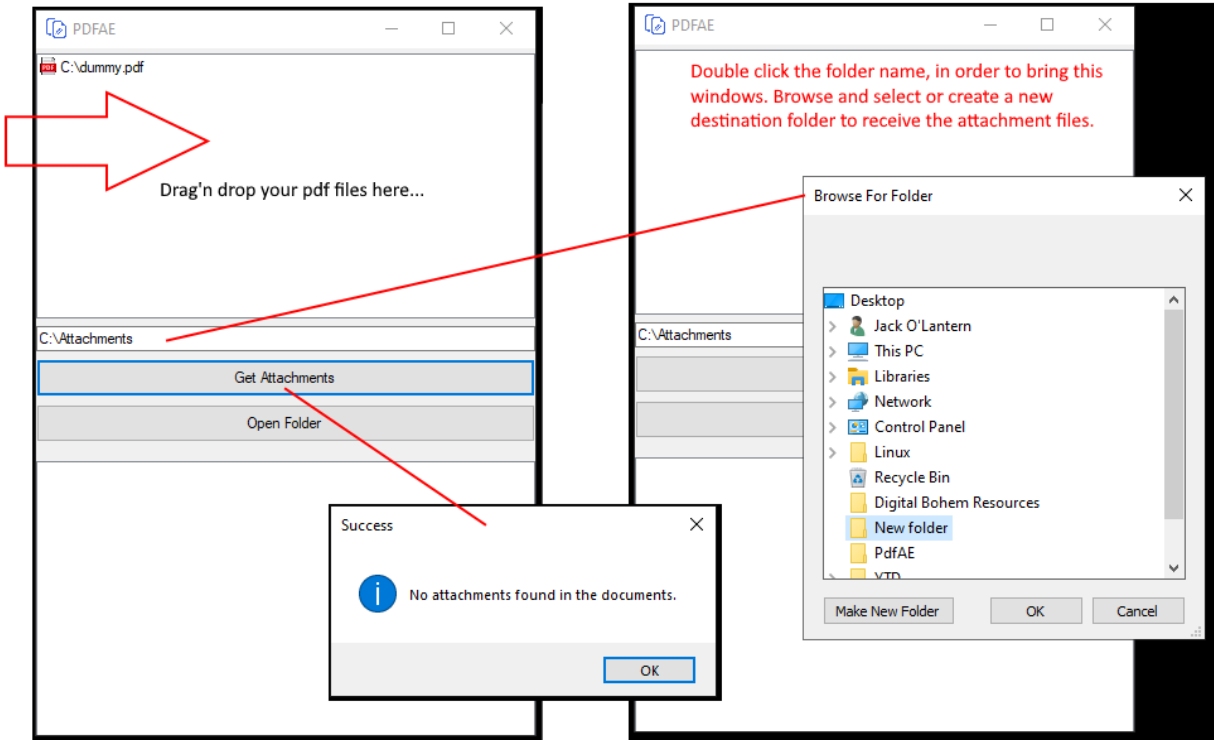 PDFAE
C:\dummy.pdf
Drag'n drop your pdf files here...
C:\Attachments
Get Attachments
Open Folder
Success
No attachments found in the documents.
OK
PDFAE
Double click the folder name, in order to bring this
windows. Browse and select or create a new
destination folder to receive the attachment files.
C:\Attachments
Browse For Folder
Desktop
Jack O'Lantern
This PC
Libraries
Network
Control Panel
Linux
Recycle Bin
Digital Bohem Resources
New folder
PdfAE
YTD
Make New Folder
OK
Cancel